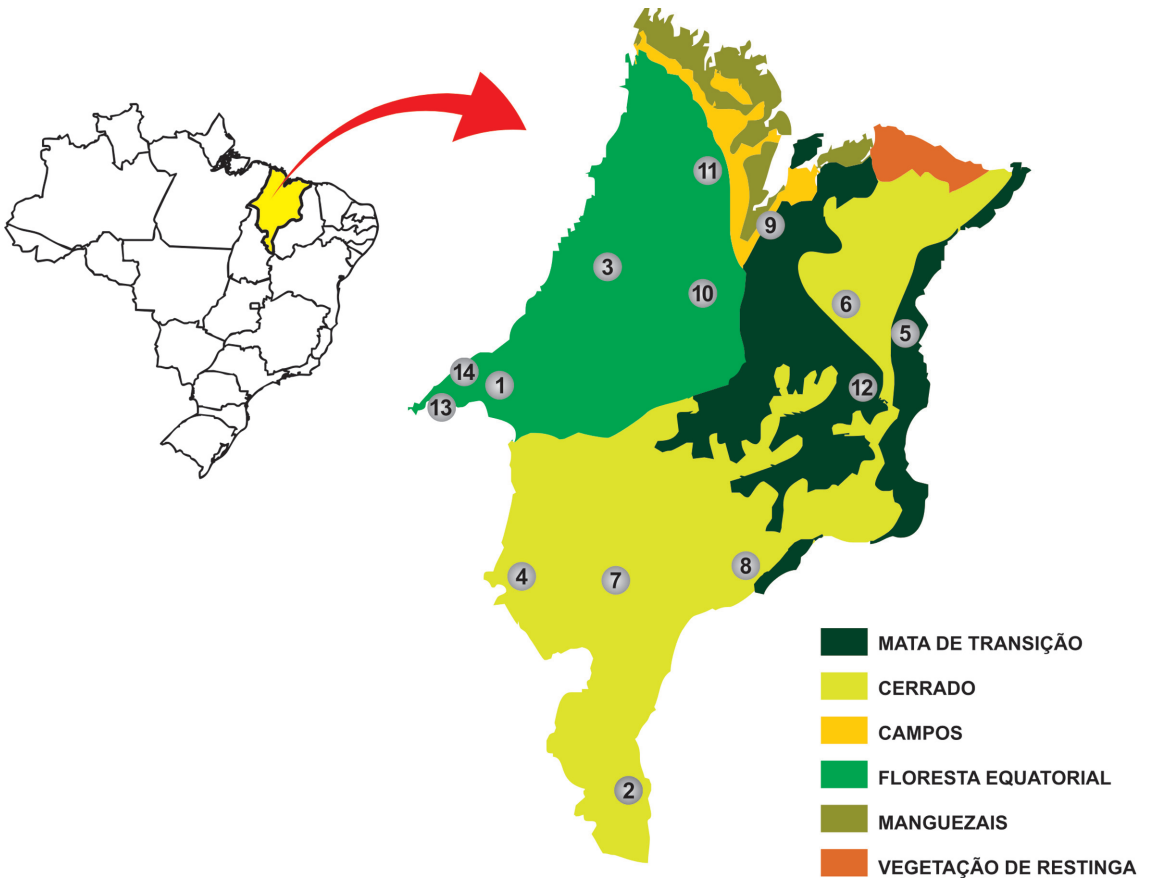 11
9
3
10
6
5
14
1
12
13
4
7
8
2
MATA DE TRANSIÇÃO
CERRADO
CAMPOS
FLORESTA EQUATORIAL
MANGUEZAIS
VEGETAÇÃO DE RESTINGA